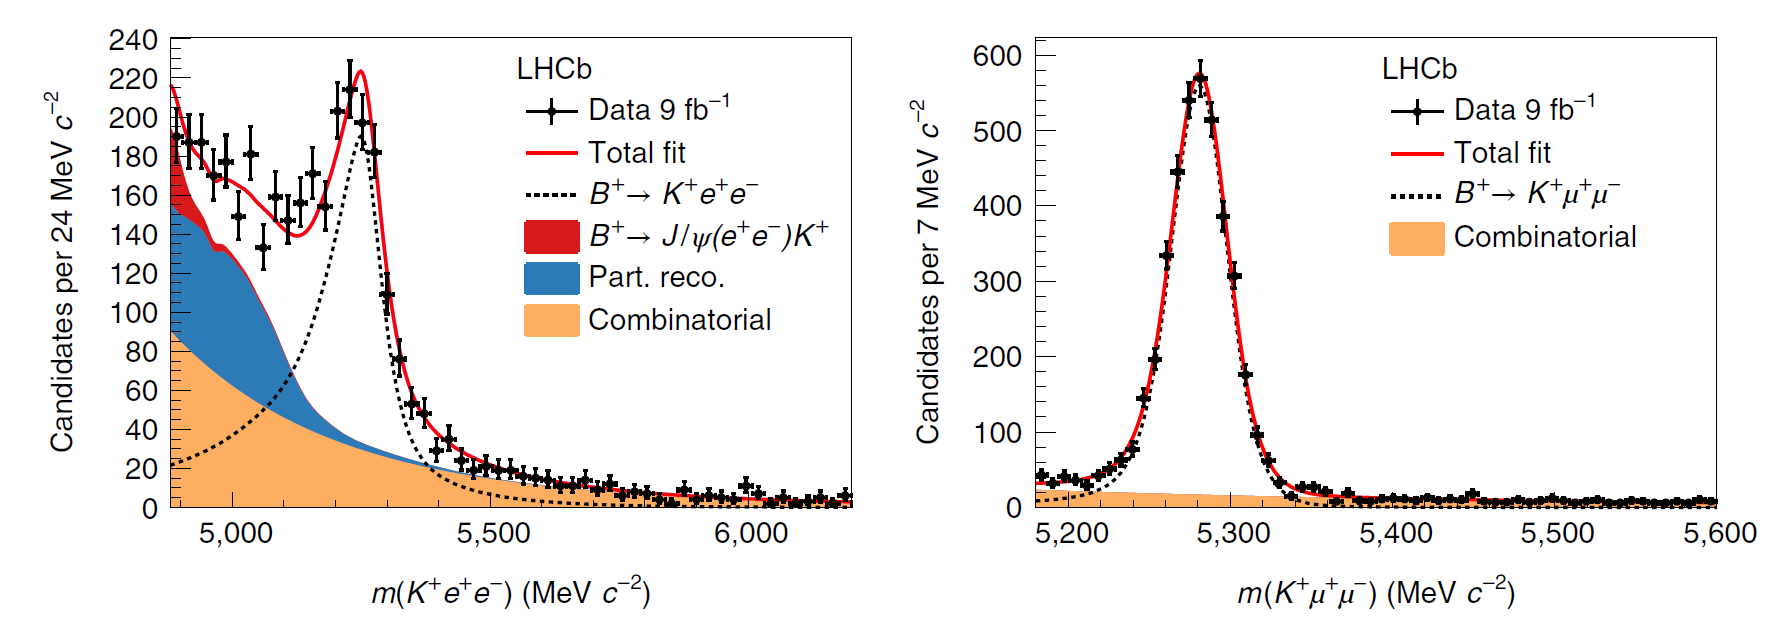 240
220
200
180
160
140
120
100
80
60
40
20
0
Candidates per 24 MeV c⁻²
LHCb
Data 9 fb⁻¹
Total fit
B⁺→ K⁺e⁺e⁻
B⁺→ J/ψ(e⁺e⁻)K⁺
Part. reco.
Combinatorial
5,000
5,500
6,000
m(K⁺e⁺e⁻) (MeV c⁻²)
600
500
400
300
200
100
0
Candidates per 7 MeV c⁻²
LHCb
Data 9 fb⁻¹
Total fit
B⁺→ K⁺μ⁺μ⁻
Combinatorial
5,200
5,300
5,400
5,500
5,600
m(K⁺μ⁺μ⁻) (MeV c⁻²)